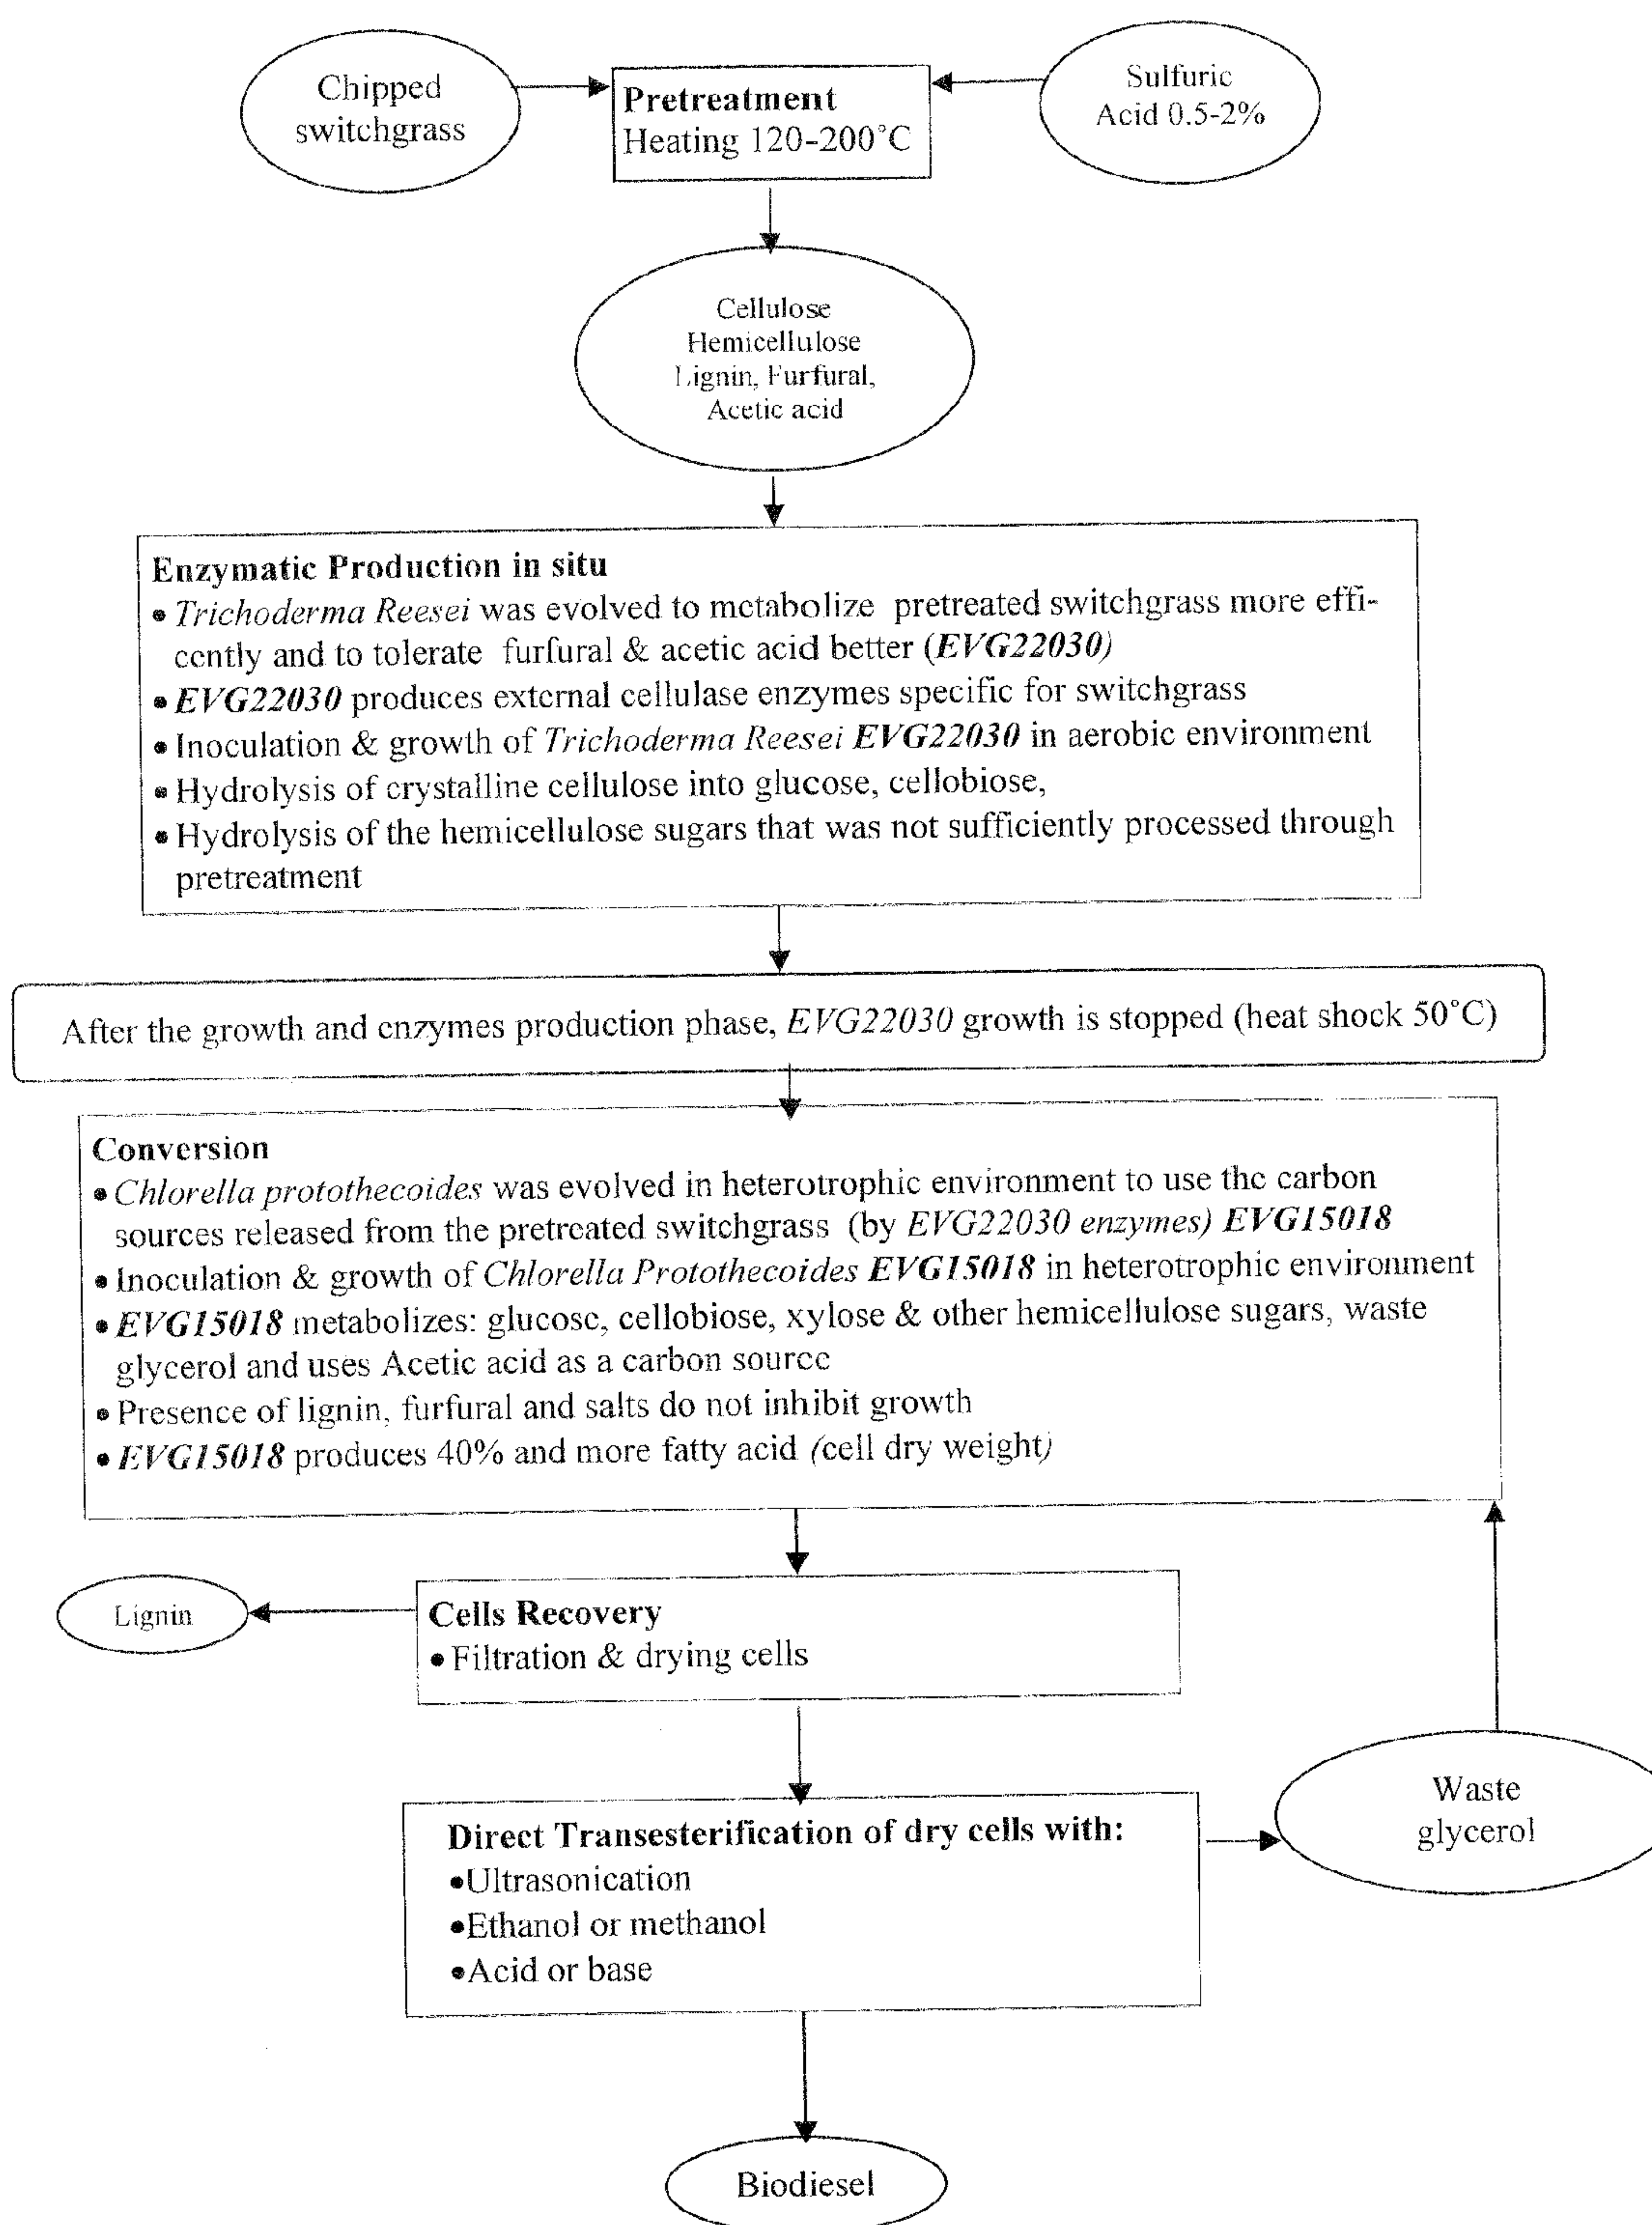 Chipped
switchgrass
Pretreatment
Heating 120-200°C
Sulfuric
Acid 0.5-2%
Cellulose
Hemicellulose
Lignin, Furfural,
Acetic acid
Enzymatic Production in situ
• Trichoderma Reesei was evolved to metabolize pretreated switchgrass more effi-
cently and to tolerate furfural & acetic acid better (EVG22030)
• EVG22030 produces external cellulase enzymes specific for switchgrass
• Inoculation & growth of Trichoderma Reesei EVG22030 in aerobic environment
• Hydrolysis of crystalline cellulose into glucose, cellobiose,
• Hydrolysis of the hemicellulose sugars that was not sufficiently processed through
pretreatment
After the growth and enzymes production phase, EVG22030 growth is stopped (heat shock 50°C)
Conversion
• Chlorella protothecoides was evolved in heterotrophic environment to use the carbon
sources released from the pretreated switchgrass (by EVG22030 enzymes) EVG15018
• Inoculation & growth of Chlorella Protothecoides EVG15018 in heterotrophic environment
• EVG15018 metabolizes: glucose, cellobiose, xylose & other hemicellulose sugars, waste
glycerol and uses Acetic acid as a carbon source
• Presence of lignin, furfural and salts do not inhibit growth
• EVG15018 produces 40% and more fatty acid (cell dry weight)
Lignin
Cells Recovery
• Filtration & drying cells
Direct Transesterification of dry cells with:
•Ultrasonication
•Ethanol or methanol
•Acid or base
Waste
glycerol
Biodiesel